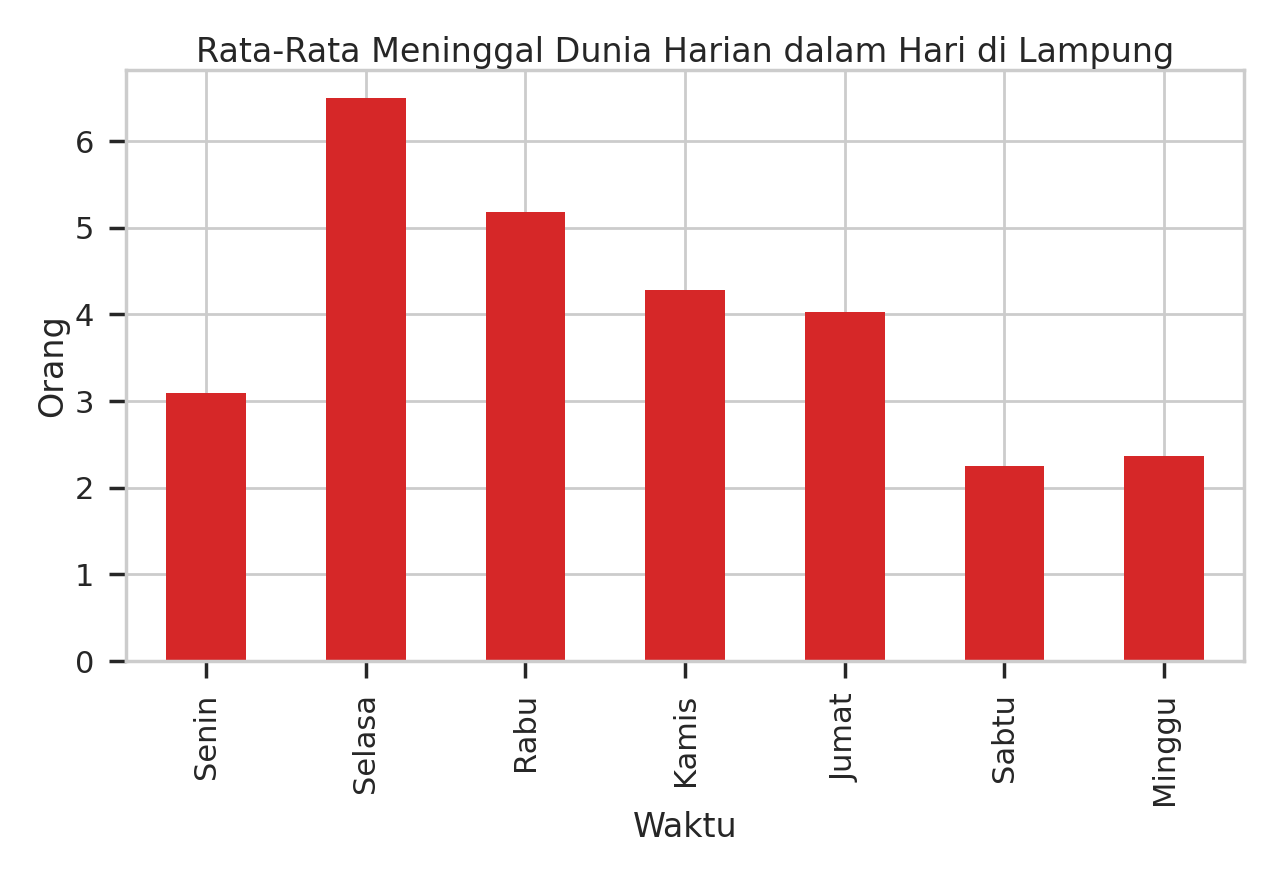 Rata-Rata Meninggal Dunia Harian dalam Hari di Lampung
6
5
4
3
2
1
0
Orang
Senin
Selasa
Rabu
Kamis
Jumat
Sabtu
Minggu
Waktu